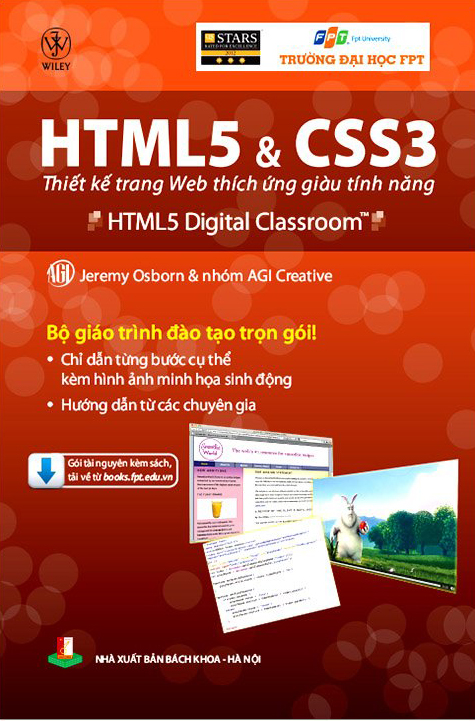 WILEY
STARS
RATED FOR EXCELLENCE
2012
FPT Fpt University
TRƯỜNG ĐẠI HỌC FPT
HTML5 & CSS3
Thiết kế trang Web thích ứng giàu tính năng
HTML5 Digital Classroom™
AGI Jeremy Osborn & nhóm AGI Creative
Bộ giáo trình đào tạo trọn gói!
• Chỉ dẫn từng bước cụ thể
kèm hình ảnh minh họa sinh động
• Hướng dẫn từ các chuyên gia
Gói tài nguyên kèm sách,
tải về từ books.fpt.edu.vn
Smoothie
World
NHÀ XUẤT BẢN BÁCH KHOA - HÀ NỘI